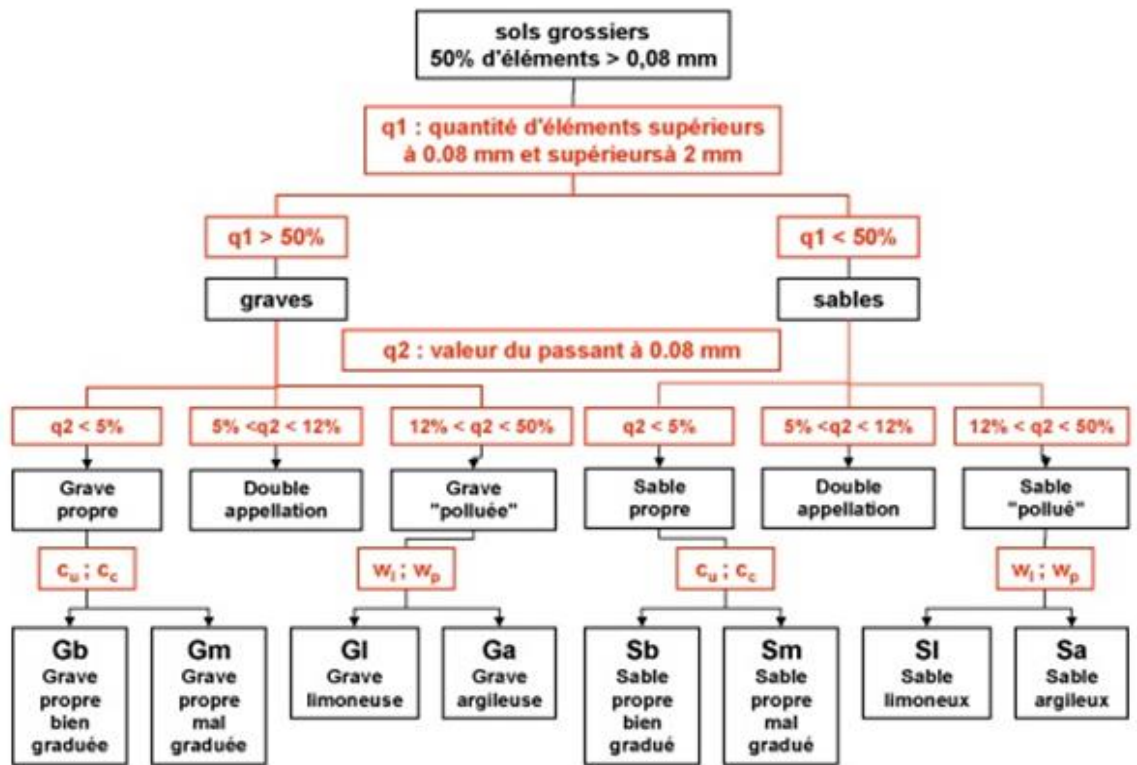 sols grossiers
50% d'éléments > 0,08 mm
q1 : quantité d'éléments supérieurs
à 0.08 mm et supérieursà 2 mm
q1 > 50%
q1 < 50%
graves
sables
q2 : valeur du passant à 0.08 mm
q2 < 5%
5% <q2 < 12%
12% < q2 < 50%
q2 < 5%
5% <q2 < 12%
12% < q2 < 50%
Grave
propre
Double
appellation
Grave
"polluée"
Sable
propre
Double
appellation
Sable
"pollué"
cu ; cc
wl ; wp
cu ; cc
wl ; wp
Gb
Grave
propre
bien
graduée
Gm
Grave
propre
mal
graduée
Gl
Grave
limoneuse
Ga
Grave
argileuse
Sb
Sable
propre
bien
gradué
Sm
Sable
propre
mal
gradué
Sl
Sable
limoneux
Sa
Sable
argileux